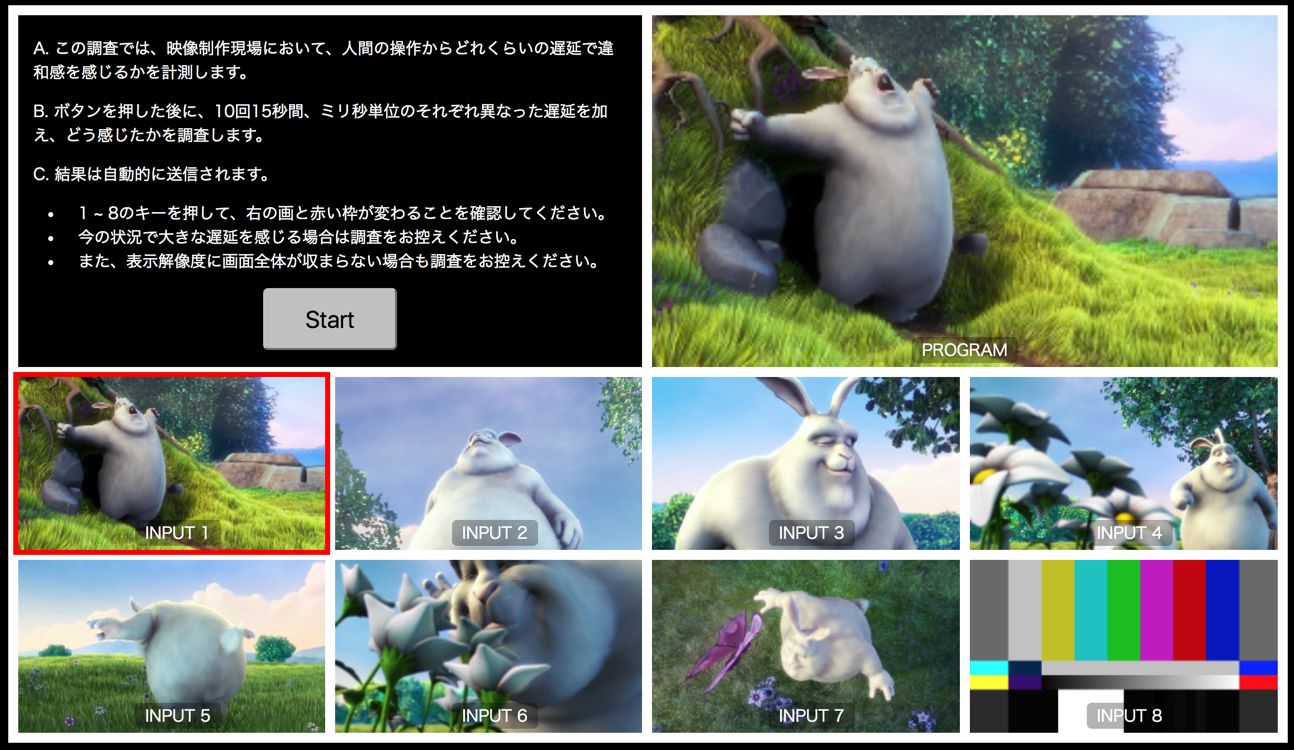 A. この調査では、映像制作現場において、人間の操作からどれくらいの遅延で違
和感を感じるかを計測します。
B. ボタンを押した後に、10回15秒間、ミリ秒単位のそれぞれ異なった遅延を加
え、どう感じたかを調査します。
C. 結果は自動的に送信されます。
• 1 ~ 8のキーを押して、右の画と赤い枠が変わることを確認してください。
• 今の状況で大きな遅延を感じる場合は調査をお控えください。
• また、表示解像度に画面全体が収まらない場合も調査をお控えください。
Start
PROGRAM
INPUT 1
INPUT 2
INPUT 3
INPUT 4
INPUT 5
INPUT 6
INPUT 7
INPUT 8